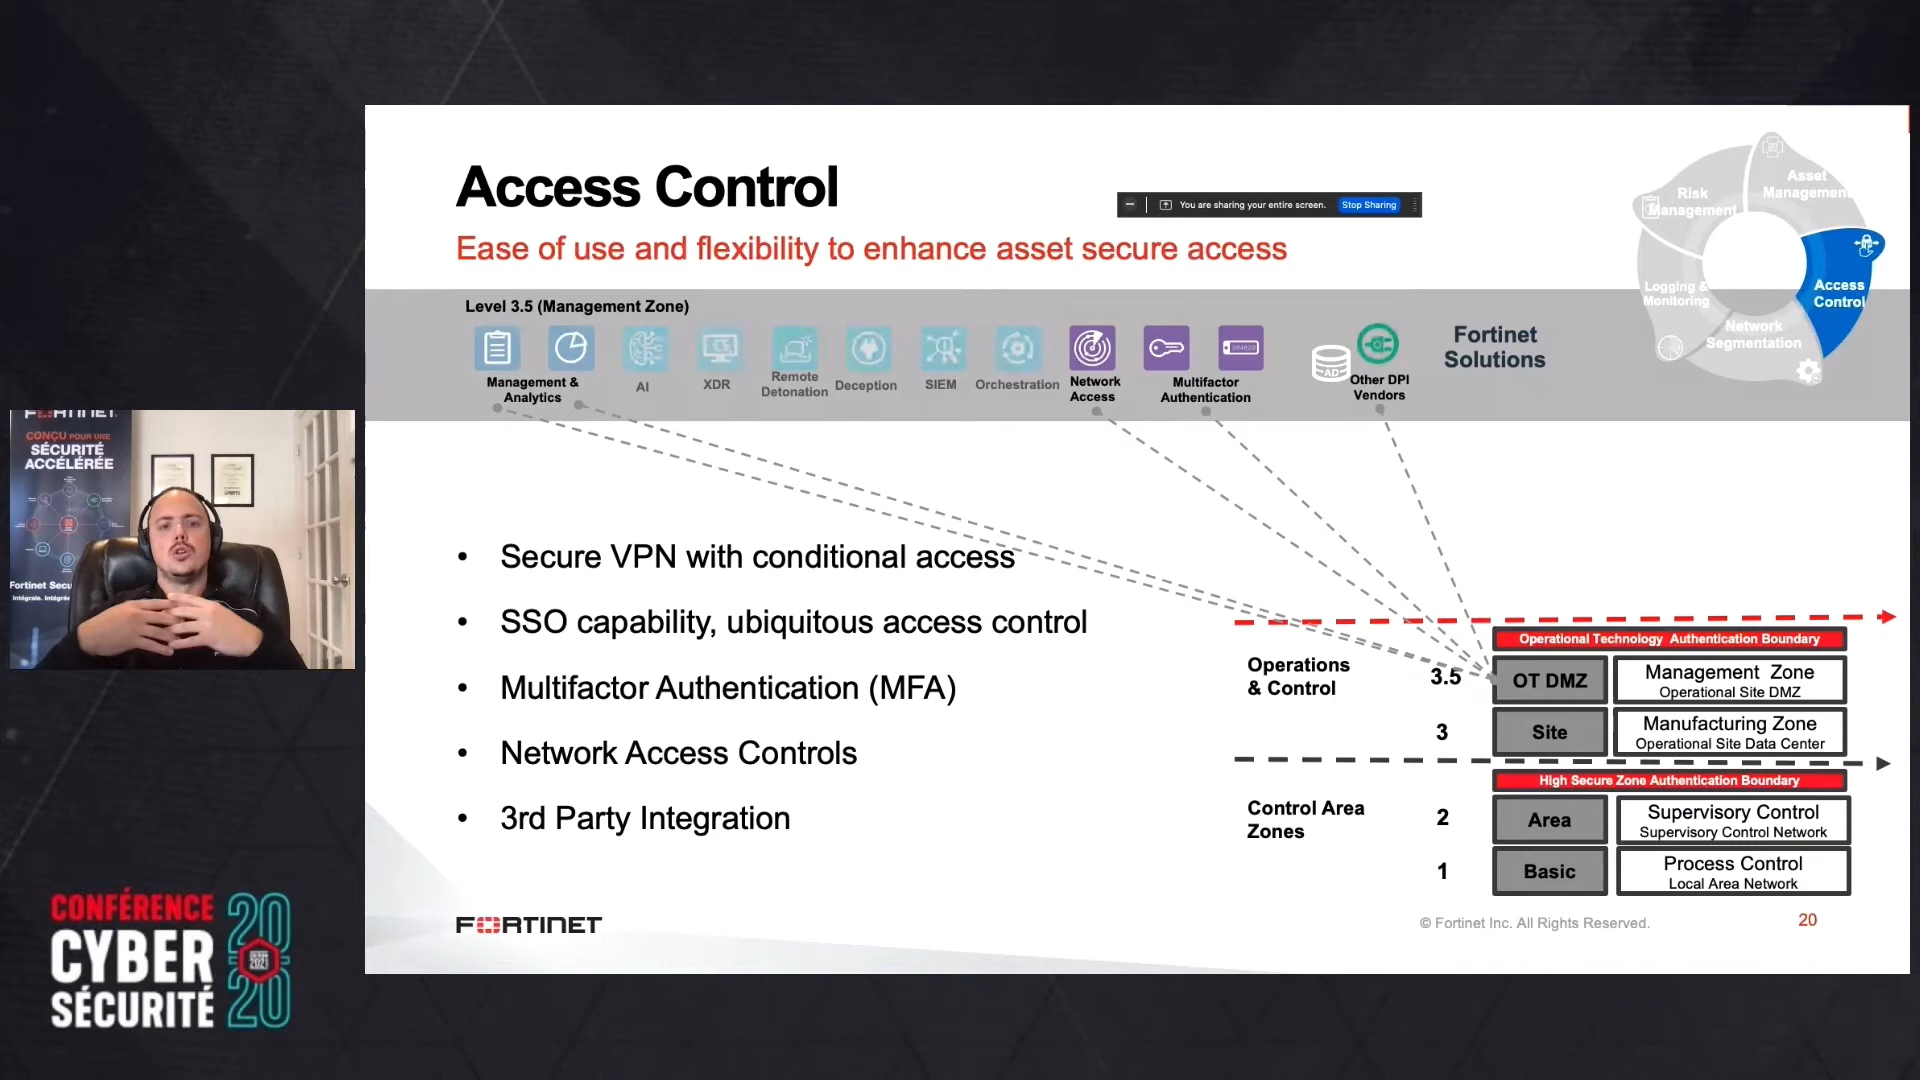 Access Control
You are sharing your entire screen.
Stop Sharing
Ease of use and flexibility to enhance asset secure access
Risk
Management
Asset
Management
Access
Control
Network
Segmentation
Logging &
Monitoring
Level 3.5 (Management Zone)
Management &
Analytics
AI
XDR
Remote
Detonation
Deception
SIEM
Orchestration
Network
Access
384629
Multifactor
Authentication
AD
Other DPI
Vendors
Fortinet
Solutions
• Secure VPN with conditional access
• SSO capability, ubiquitous access control
• Multifactor Authentication (MFA)
• Network Access Controls
• 3rd Party Integration
Operational Technology Authentication Boundary
Operations
& Control
3.5
OT DMZ
Management Zone
Operational Site DMZ
3
Site
Manufacturing Zone
Operational Site Data Center
High Secure Zone Authentication Boundary
Control Area
Zones
2
Area
Supervisory Control
Supervisory Control Network
1
Basic
Process Control
Local Area Network
FORTINET
© Fortinet Inc. All Rights Reserved.
20
FORTINET
CONÇU POUR UNE
SÉCURITÉ
ACCÉLÉRÉE
Fortinet Secu
CONFÉRENCE
CYBER
SÉCURITÉ
20
20
2021